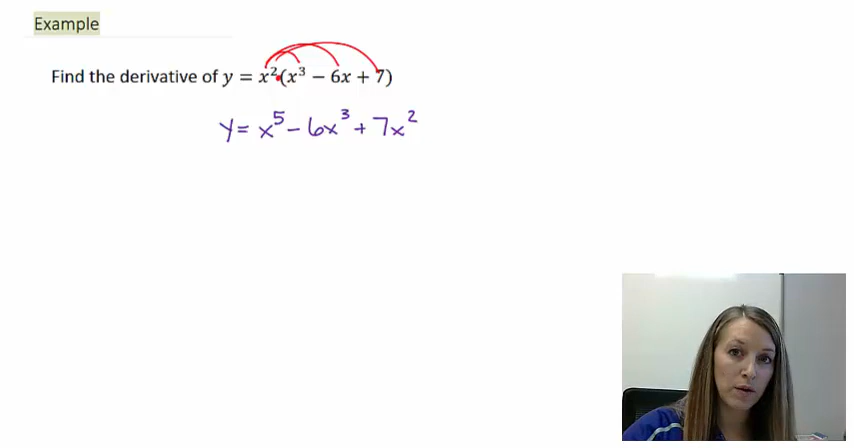 Example
Find the derivative of y = x²(x³ − 6x + 7)
y = x⁵ − 6x³ + 7x²